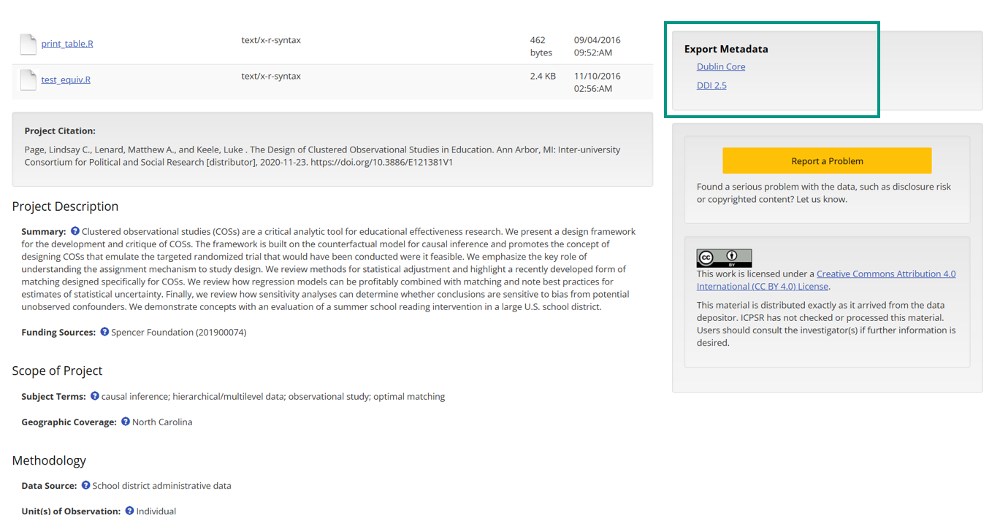 print_table.R text/x-r-syntax 462 bytes 09/04/2016 09:52:AM
test_equiv.R text/x-r-syntax 2.4 KB 11/10/2016 02:56:AM
Project Citation:
Page, Lindsay C., Lenard, Matthew A., and Keele, Luke . The Design of Clustered Observational Studies in Education. Ann Arbor, MI: Inter-university
Consortium for Political and Social Research [distributor], 2020-11-23. https://doi.org/10.3886/E121381V1
Project Description
Summary: Clustered observational studies (COSs) are a critical analytic tool for educational effectiveness research. We present a design framework
for the development and critique of COSs. The framework is built on the counterfactual model for causal inference and promotes the concept of
designing COSs that emulate the targeted randomized trial that would have been conducted were it feasible. We emphasize the key role of
understanding the assignment mechanism to study design. We review methods for statistical adjustment and highlight a recently developed form of
matching designed specifically for COSs. We review how regression models can be profitably combined with matching and note best practices for
estimates of statistical uncertainty. Finally, we review how sensitivity analyses can determine whether conclusions are sensitive to bias from potential
unobserved confounders. We demonstrate concepts with an evaluation of a summer school reading intervention in a large U.S. school district.
Funding Sources: Spencer Foundation (201900074)
Scope of Project
Subject Terms: causal inference; hierarchical/multilevel data; observational study; optimal matching
Geographic Coverage: North Carolina
Methodology
Data Source: School district administrative data
Unit(s) of Observation: Individual
Export Metadata
Dublin Core
DDI 2.5
Report a Problem
Found a serious problem with the data, such as disclosure risk
or copyrighted content? Let us know.
cc BY
This work is licensed under a Creative Commons Attribution 4.0
International (CC BY 4.0) License.
This material is distributed exactly as it arrived from the data
depositor. ICPSR has not checked or processed this material.
Users should consult the investigator(s) if further information is
desired.